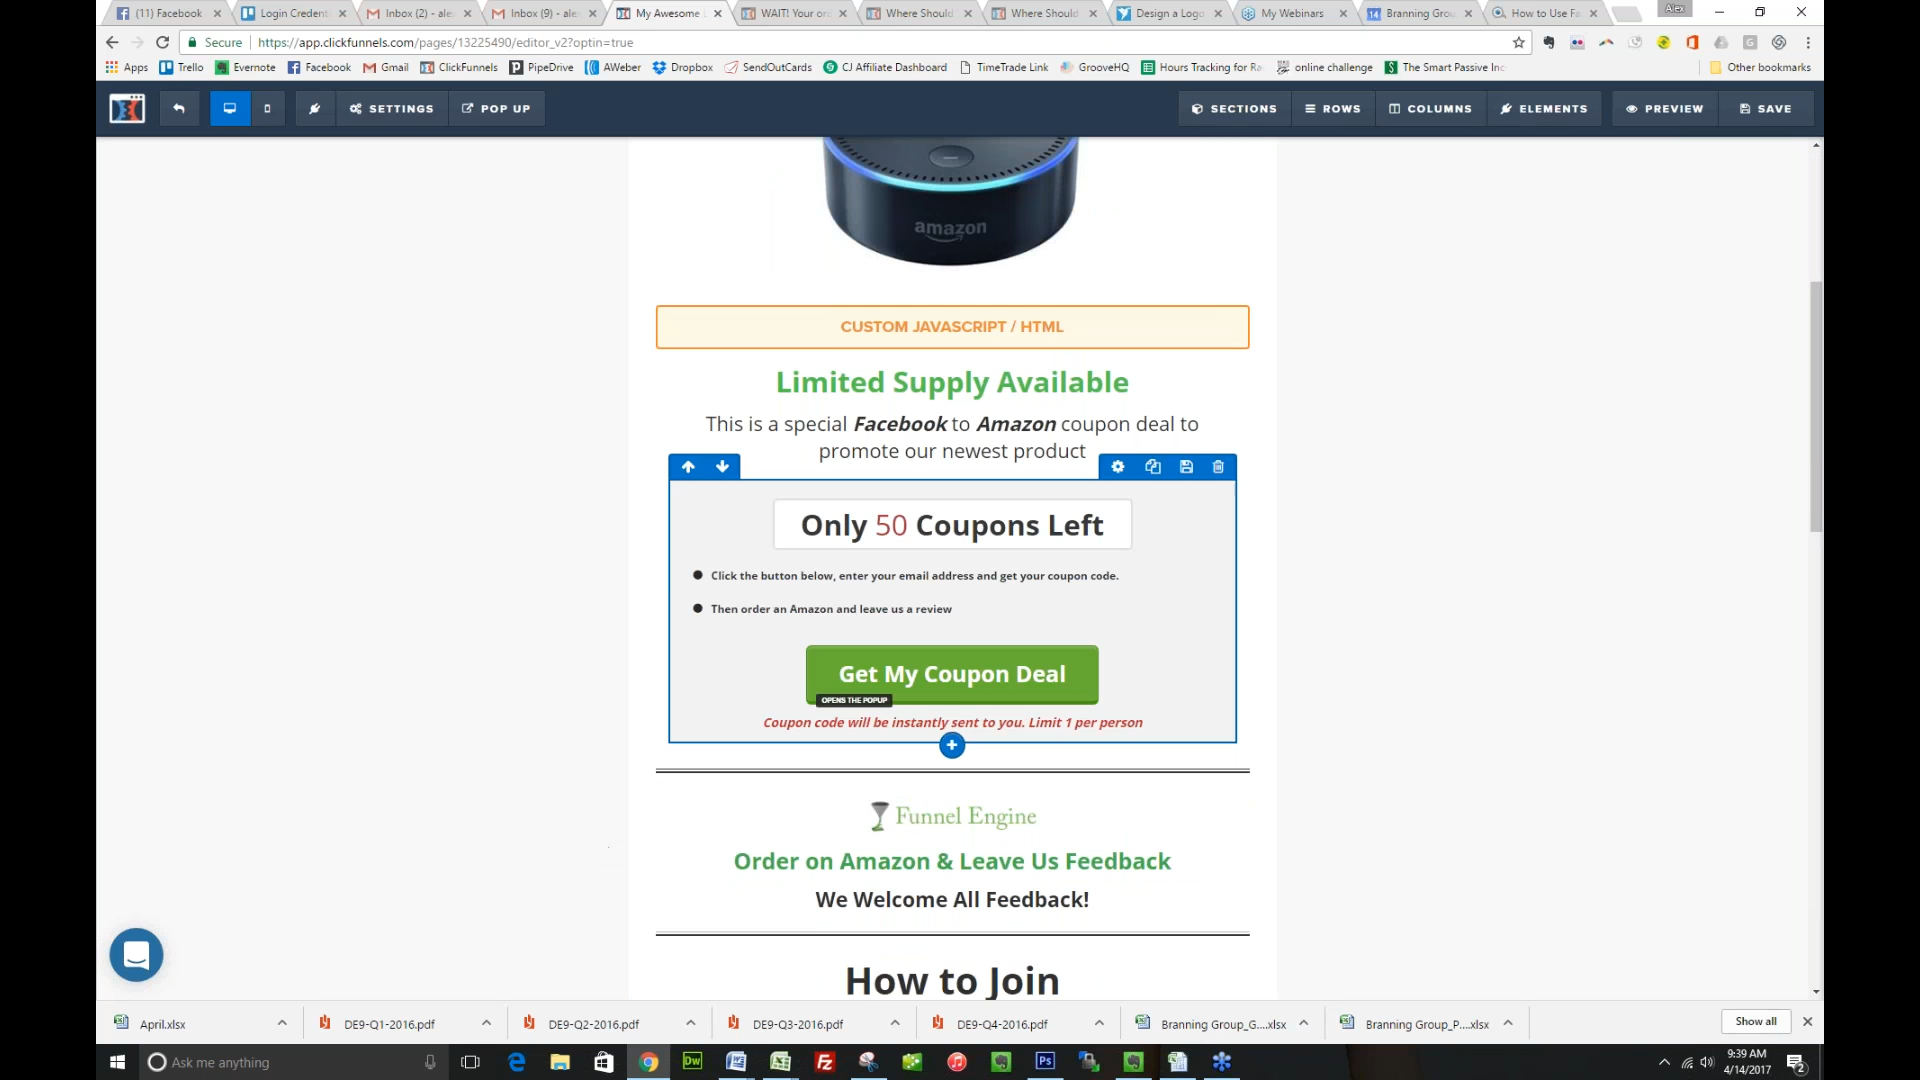 (11) Facebook
Login Credent
Inbox (2) - ale
Inbox (9) - ale
My Awesome L
WAIT! Your or
Where Should
Where Should
Design a Logo
My Webinars
Branning Grou
How to Use Fa
Alex
Secure
https://app.clickfunnels.com/pages/13225490/editor_v2?optin=true
Apps
Trello
Evernote
Facebook
Gmail
ClickFunnels
PipeDrive
AWeber
Dropbox
SendOutCards
CJ Affiliate Dashboard
TimeTrade Link
GrooveHQ
Hours Tracking for Ra
online challenge
The Smart Passive Inc
Other bookmarks
SETTINGS
POP UP
SECTIONS
ROWS
COLUMNS
ELEMENTS
PREVIEW
SAVE
amazon
CUSTOM JAVASCRIPT / HTML
Limited Supply Available
This is a special Facebook to Amazon coupon deal to
promote our newest product
Only 50 Coupons Left
Click the button below, enter your email address and get your coupon code.
Then order an Amazon and leave us a review
Get My Coupon Deal
OPENS THE POPUP
Coupon code will be instantly sent to you. Limit 1 per person
Funnel Engine
Order on Amazon & Leave Us Feedback
We Welcome All Feedback!
How to Join
April.xlsx
DE9-Q1-2016.pdf
DE9-Q2-2016.pdf
DE9-Q3-2016.pdf
DE9-Q4-2016.pdf
Branning Group_G....xlsx
Branning Group_P....xlsx
Show all
Ask me anything
Dw
Ps
9:39 AM
4/14/2017
2